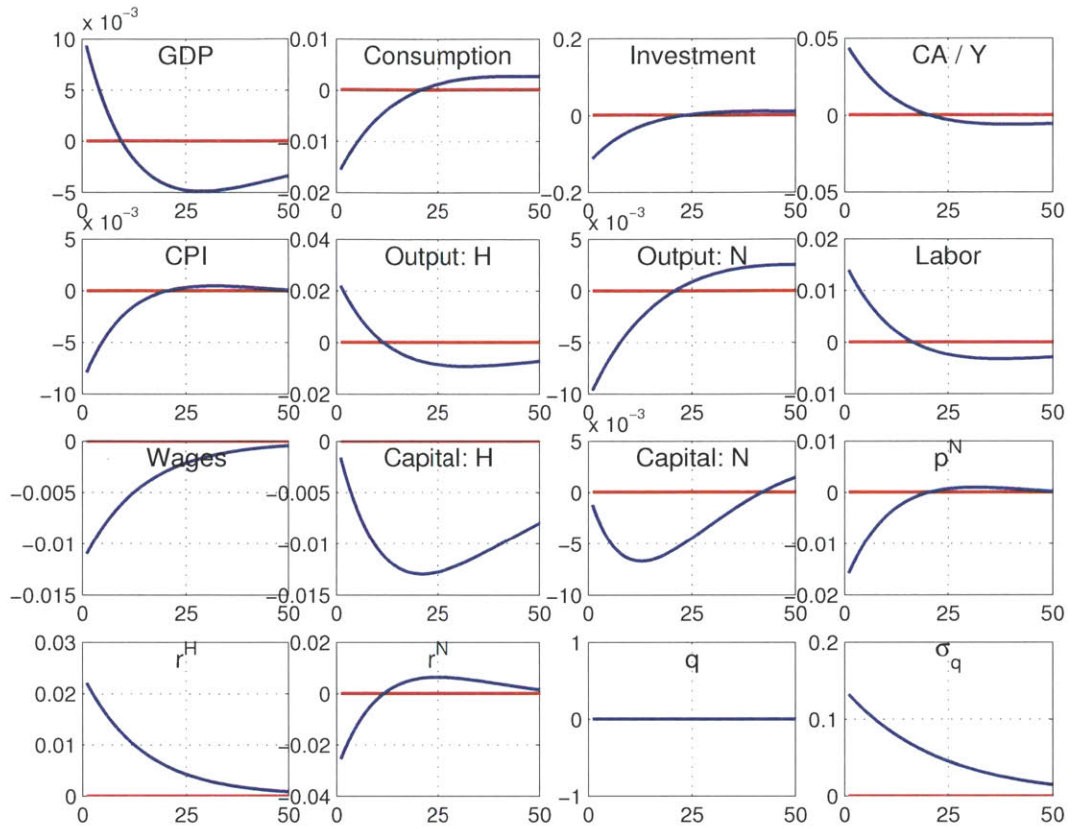 x 10⁻³
10 GDP
5
0
-5
0 25 50
0.01 Consumption
0
-0.01
-0.02
0 25 50
0.2 Investment
0
-0.2
0 25 50
0.05 CA / Y
0
-0.05
0 25 50
x 10⁻³
5 CPI
0
-5
-10
0 25 50
0.04 Output: H
0.02
0
-0.02
0 25 50
x 10⁻³
5 Output: N
0
-5
-10
0 25 50
0.02 Labor
0.01
0
-0.01
0 25 50
0 Wages
-0.005
-0.01
-0.015
0 25 50
0 Capital: H
-0.005
-0.01
-0.015
0 25 50
x 10⁻³
5 Capital: N
0
-5
-10
0 25 50
0.01 pᴺ
0
-0.01
-0.02
0 25 50
0.03 rᴴ
0.02
0.01
0
0 25 50
0.02 rᴺ
0
-0.02
-0.04
0 25 50
1 q
0
-1
0 25 50
0.2 σq
0.1
0
0 25 50